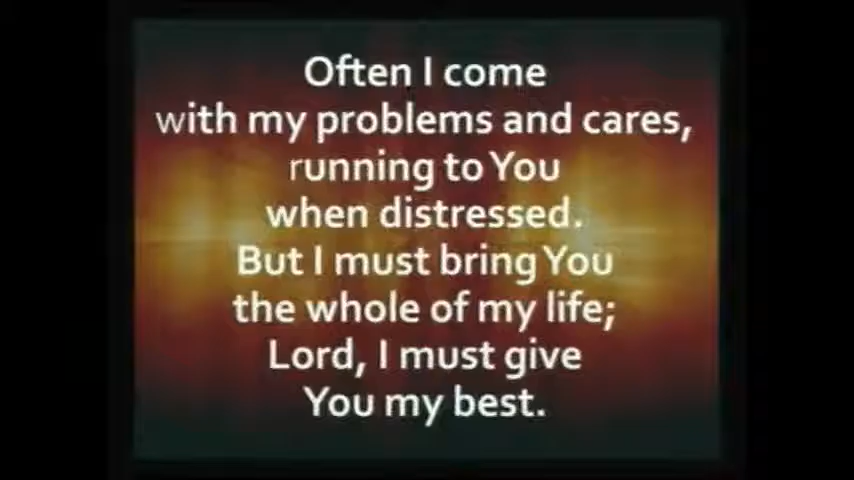 Often I come
with my problems and cares,
running to You
when distressed.
But I must bring You
the whole of my life;
Lord, I must give
You my best.